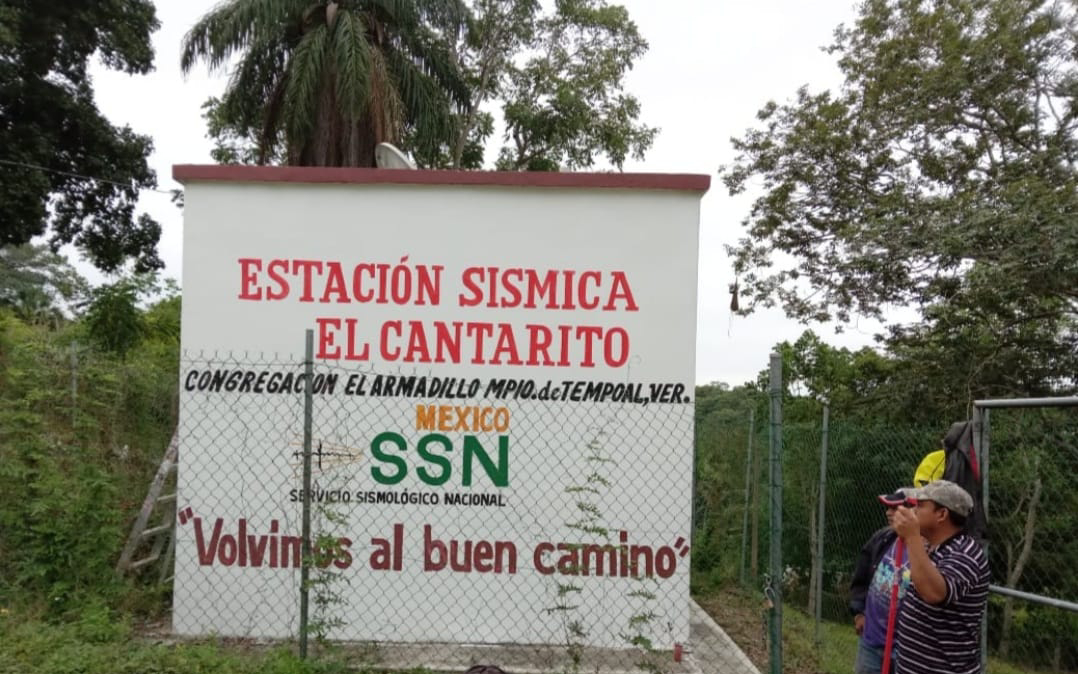 ESTACIÓN SISMICA
EL CANTARITO
CONGREGACION EL ARMADILLO MPIO. de TEMPOAL, VER.
MEXICO
SSN
SERVICIO SISMOLÓGICO NACIONAL
"Volvimos al buen camino"